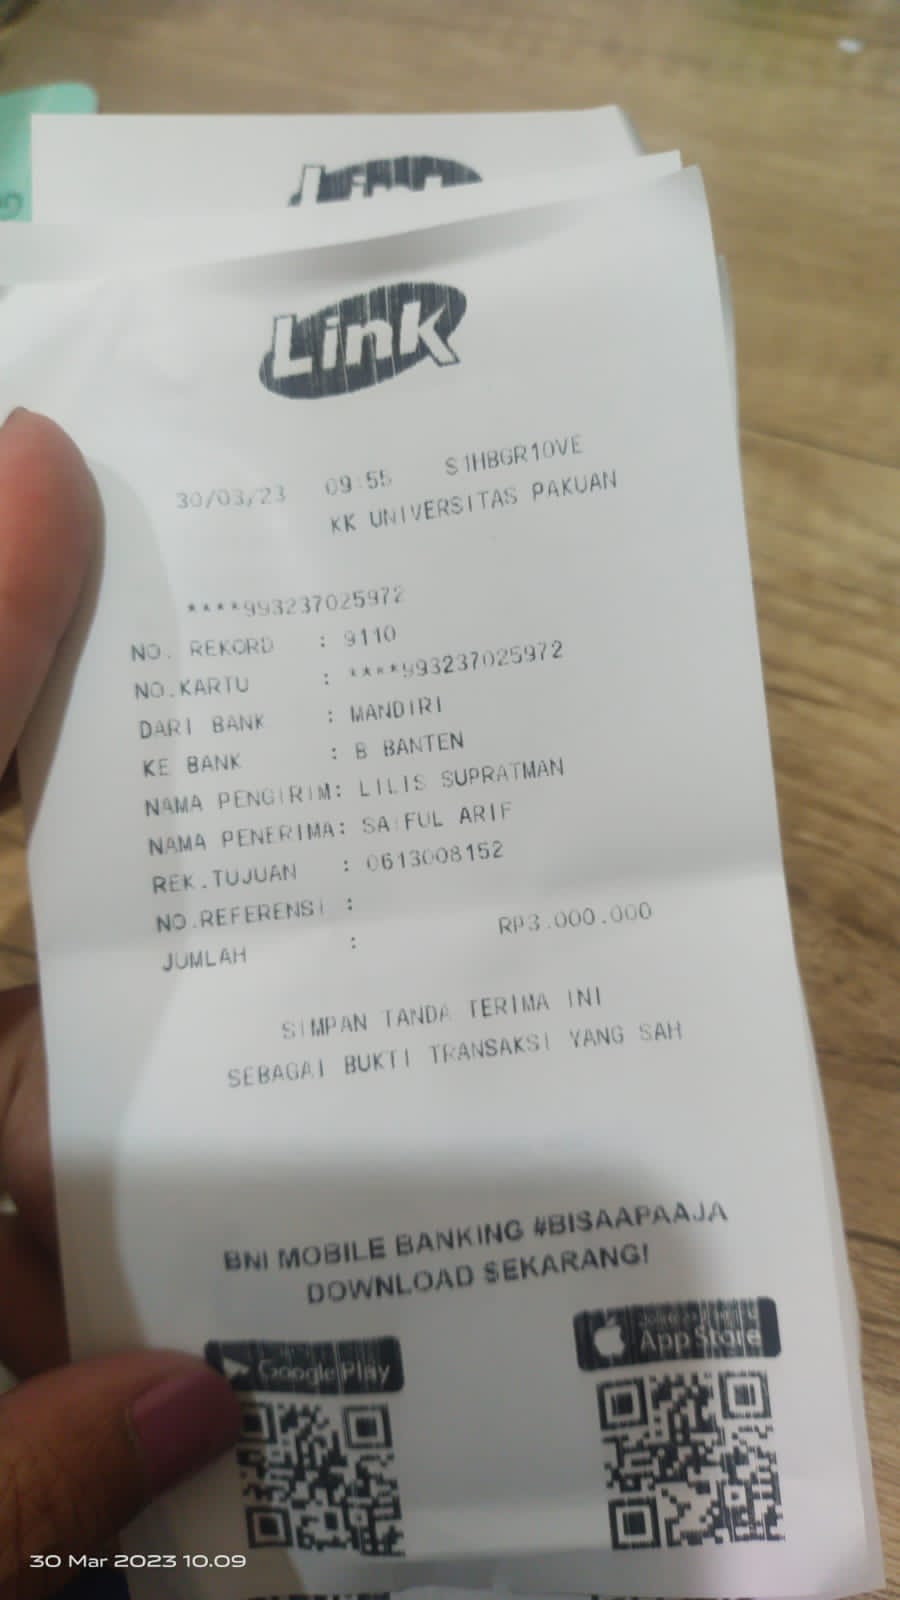 Link
Link
30/03/23 09:55 S1HBGR10VE
KK UNIVERSITAS PAKUAN
****993237025972
NO. REKORD : 9110
NO.KARTU : ****993237025972
DARI BANK : MANDIRI
KE BANK : B BANTEN
NAMA PENGIRIM: LILIS SUPRATMAN
NAMA PENERIMA: SAIFUL ARIF
REK.TUJUAN : 0613008152
NO.REFERENSI :
JUMLAH : RP3.000.000
SIMPAN TANDA TERIMA INI
SEBAGAI BUKTI TRANSAKSI YANG SAH
BNI MOBILE BANKING #BISAAPAAJA
DOWNLOAD SEKARANG!
Google Play
App Store
30 Mar 2023 10.09